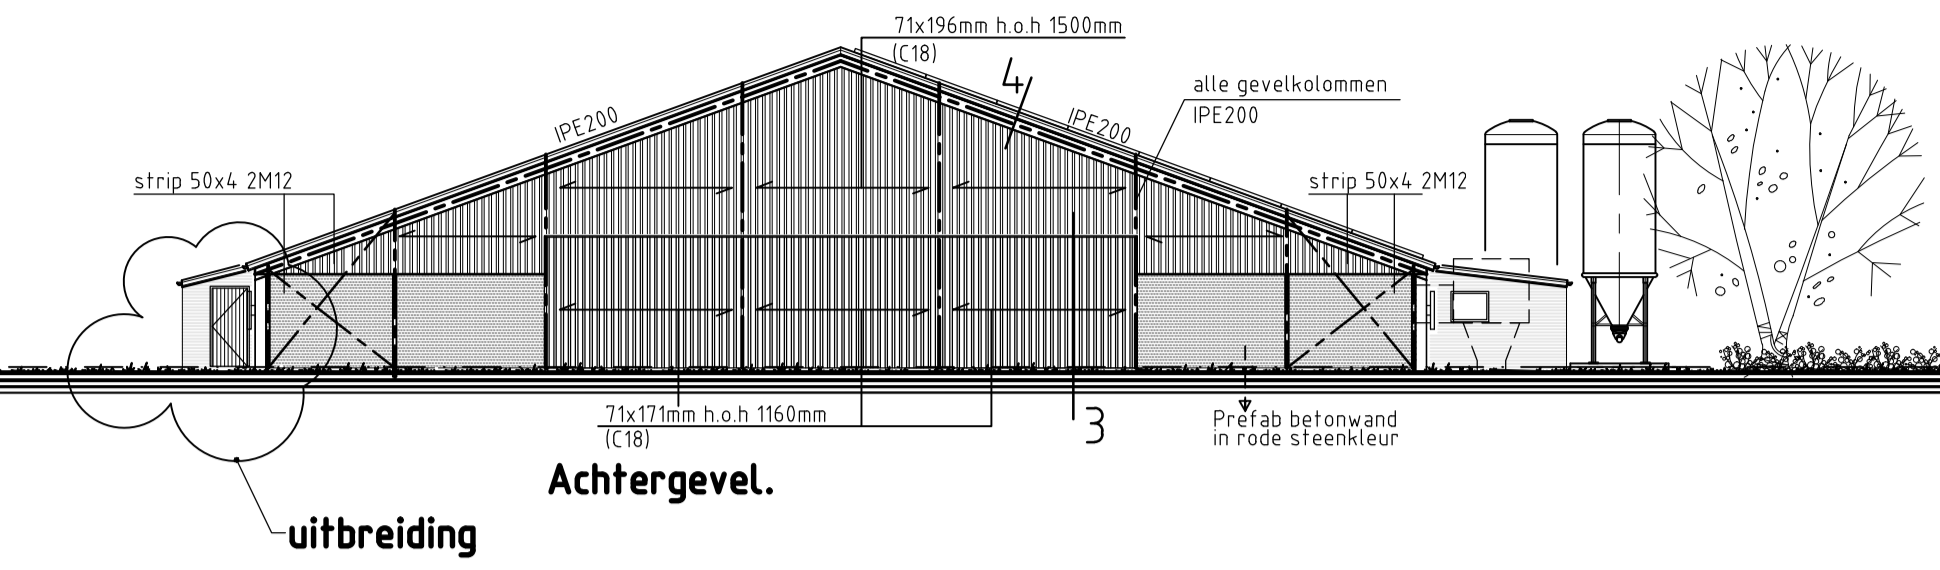 71x196mm h.o.h 1500mm
(C18)
4
alle gevelkolommen
IPE200
IPE200
IPE200
strip 50x4 2M12
strip 50x4 2M12
71x171mm h.o.h 1160mm
(C18)
3
Prefab betonwand
in rode steenkleur
Achtergevel.
uitbreiding